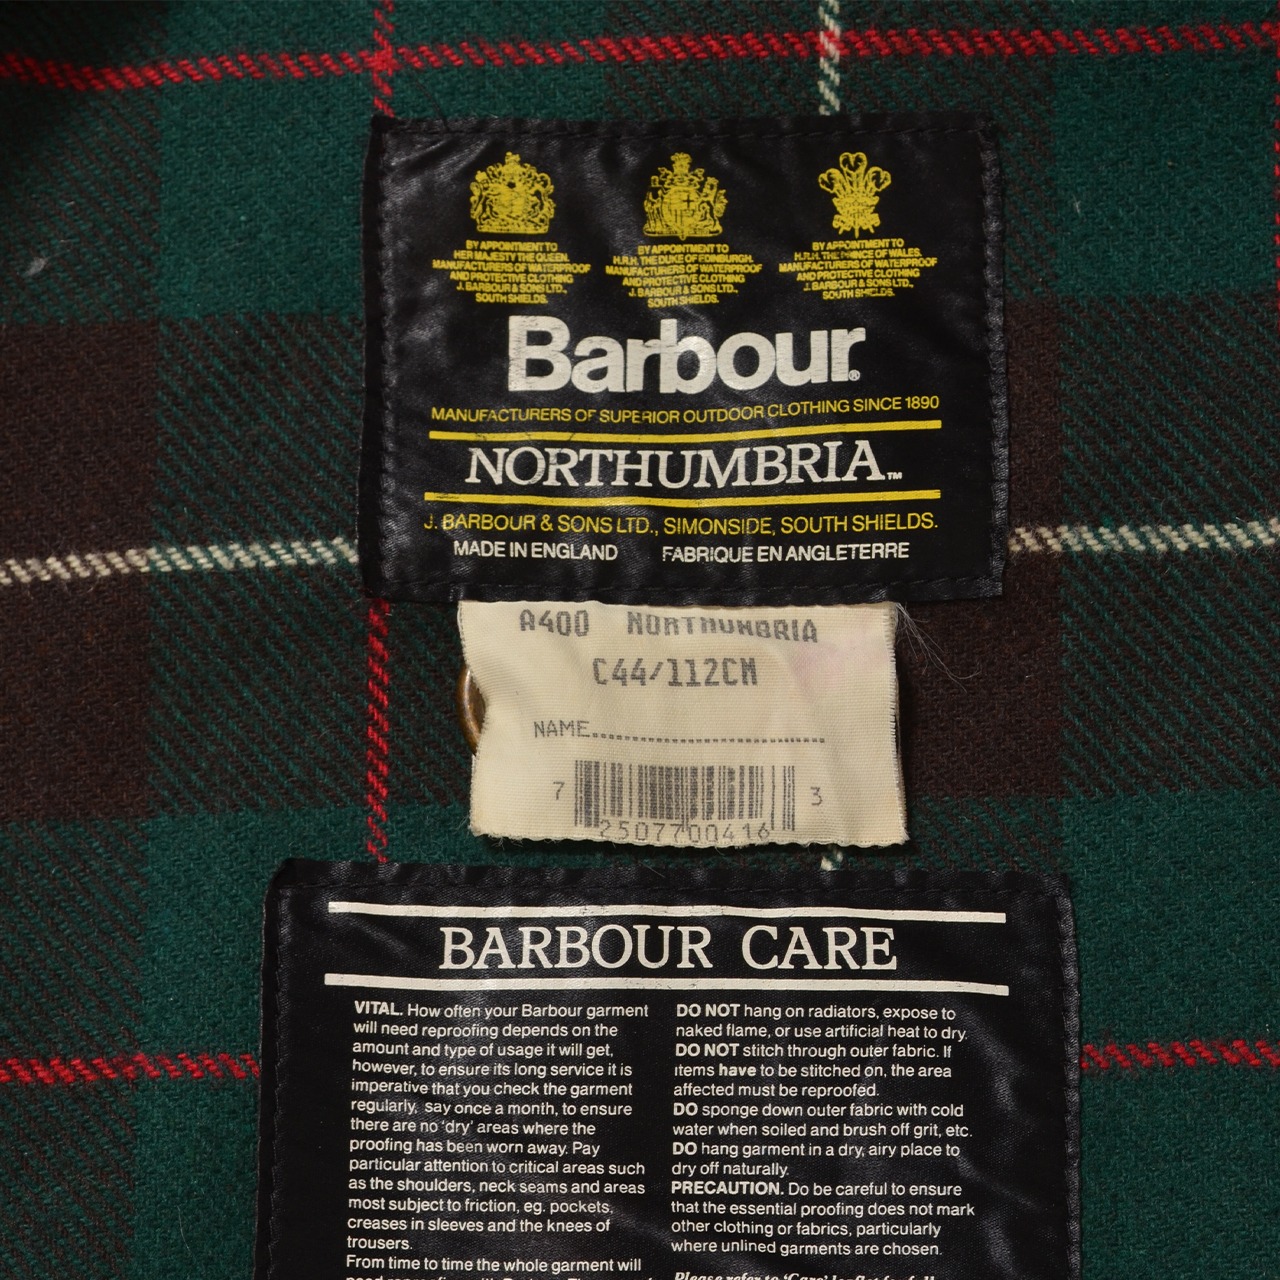 BY APPOINTMENT TO
HER MAJESTY THE QUEEN.
MANUFACTURERS OF WATERPROOF
AND PROTECTIVE CLOTHING
J. BARBOUR & SONS LTD.,
SOUTH SHIELDS.
BY APPOINTMENT TO
H.R.H. THE DUKE OF EDINBURGH.
MANUFACTURERS OF WATERPROOF
AND PROTECTIVE CLOTHING
J. BARBOUR & SONS LTD.,
SOUTH SHIELDS.
BY APPOINTMENT TO
H.R.H. THE PRINCE OF WALES.
MANUFACTURERS OF WATERPROOF
AND PROTECTIVE CLOTHING
J. BARBOUR & SONS LTD.,
SOUTH SHIELDS.
Barbour®
MANUFACTURERS OF SUPERIOR OUTDOOR CLOTHING SINCE 1890
NORTHUMBRIA™
J. BARBOUR & SONS LTD., SIMONSIDE, SOUTH SHIELDS.
MADE IN ENGLAND FABRIQUE EN ANGLETERRE
A400 NORTHUMBRIA
C44/112CM
NAME..............................
7 3
2507700416
BARBOUR CARE
VITAL. How often your Barbour garment
will need reproofing depends on the
amount and type of usage it will get,
however, to ensure its long service it is
imperative that you check the garment
regularly, say once a month, to ensure
there are no 'dry' areas where the
proofing has been worn away. Pay
particular attention to critical areas such
as the shoulders, neck seams and areas
most subject to friction, eg. pockets,
creases in sleeves and the knees of
trousers.
From time to time the whole garment will
DO NOT hang on radiators, expose to
naked flame, or use artificial heat to dry.
DO NOT stitch through outer fabric. If
items have to be stitched on, the area
affected must be reproofed.
DO sponge down outer fabric with cold
water when soiled and brush off grit, etc.
DO hang garment in a dry, airy place to
dry off naturally.
PRECAUTION. Do be careful to ensure
that the essential proofing does not mark
other clothing or fabrics, particularly
where unlined garments are chosen.
Please refer to 'Care' leaflet for full